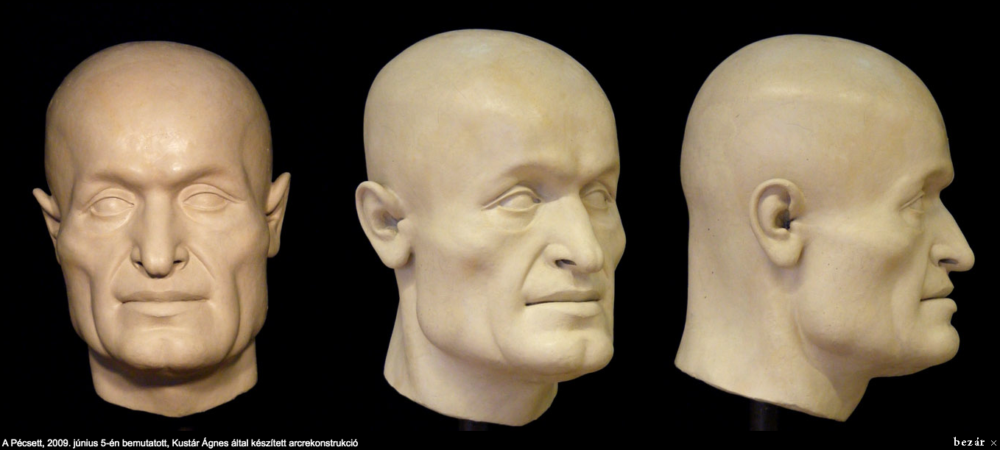 A Pécsett, 2009. június 5-én bemutatott, Kustár Ágnes által készített arcrekonstrukció
bezár ×